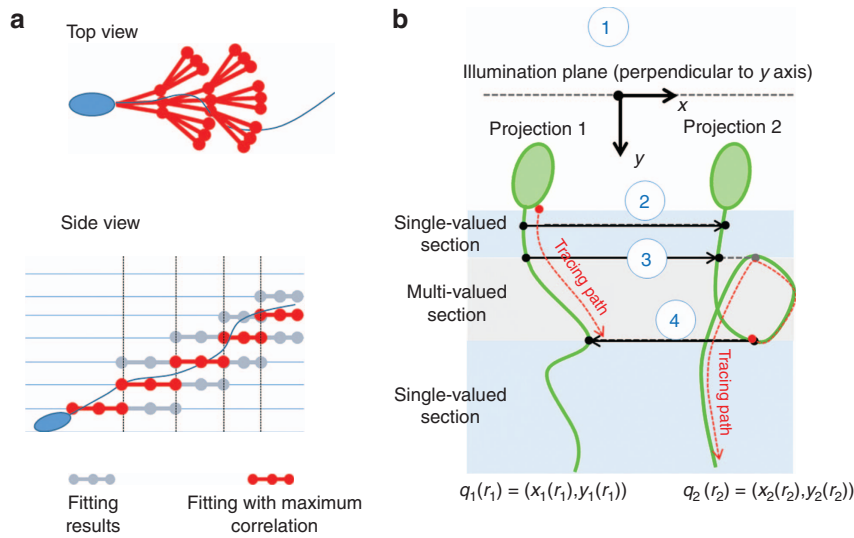 a
Top view
Side view
Fitting
results
Fitting with maximum
correlation
b
1
Illumination plane (perpendicular to y axis)
x
y
Projection 1
Projection 2
2
Single-valued
section
3
Tracing path
Multi-valued
section
4
Tracing path
Single-valued
section
q₁(r₁) = (x₁(r₁),y₁(r₁))
q₂(r₂) = (x₂(r₂),y₂(r₂))